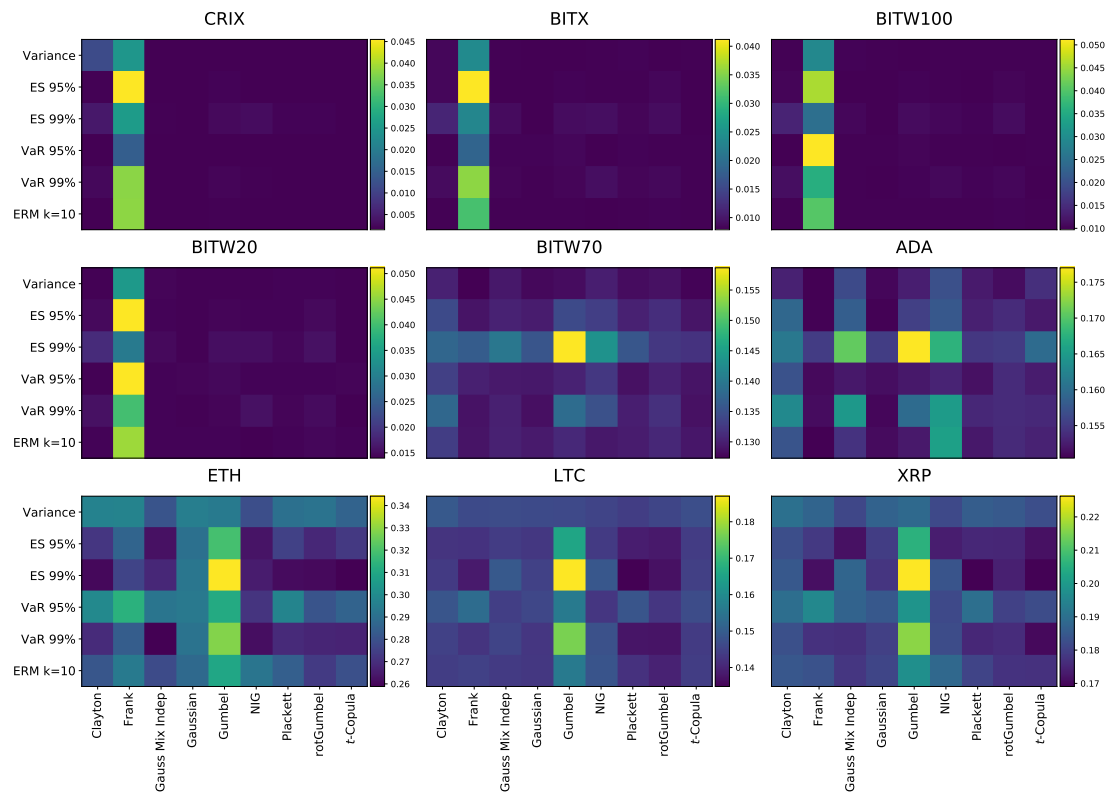 CRIX
BITX
BITW100
Variance
ES 95%
ES 99%
VaR 95%
VaR 99%
ERM k=10
0.045
0.040
0.035
0.030
0.025
0.020
0.015
0.010
0.005
0.040
0.035
0.030
0.025
0.020
0.015
0.010
0.050
0.045
0.040
0.035
0.030
0.025
0.020
0.015
0.010
BITW20
BITW70
ADA
Variance
ES 95%
ES 99%
VaR 95%
VaR 99%
ERM k=10
0.050
0.045
0.040
0.035
0.030
0.025
0.020
0.015
0.155
0.150
0.145
0.140
0.135
0.130
0.175
0.170
0.165
0.160
0.155
ETH
LTC
XRP
Variance
ES 95%
ES 99%
VaR 95%
VaR 99%
ERM k=10
0.34
0.33
0.32
0.31
0.30
0.29
0.28
0.27
0.26
0.18
0.17
0.16
0.15
0.14
0.22
0.21
0.20
0.19
0.18
0.17
Clayton
Frank
Gauss Mix Indep
Gaussian
Gumbel
NIG
Plackett
rotGumbel
t-Copula
Clayton
Frank
Gauss Mix Indep
Gaussian
Gumbel
NIG
Plackett
rotGumbel
t-Copula
Clayton
Frank
Gauss Mix Indep
Gaussian
Gumbel
NIG
Plackett
rotGumbel
t-Copula